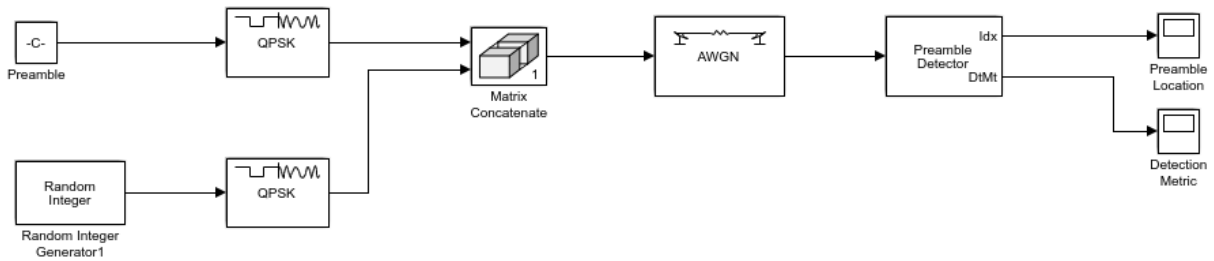 -C-
Preamble
QPSK
Random
Integer
Random Integer
Generator1
QPSK
1
Matrix
Concatenate
AWGN
Preamble
Detector
Idx
DtMt
Preamble
Location
Detection
Metric